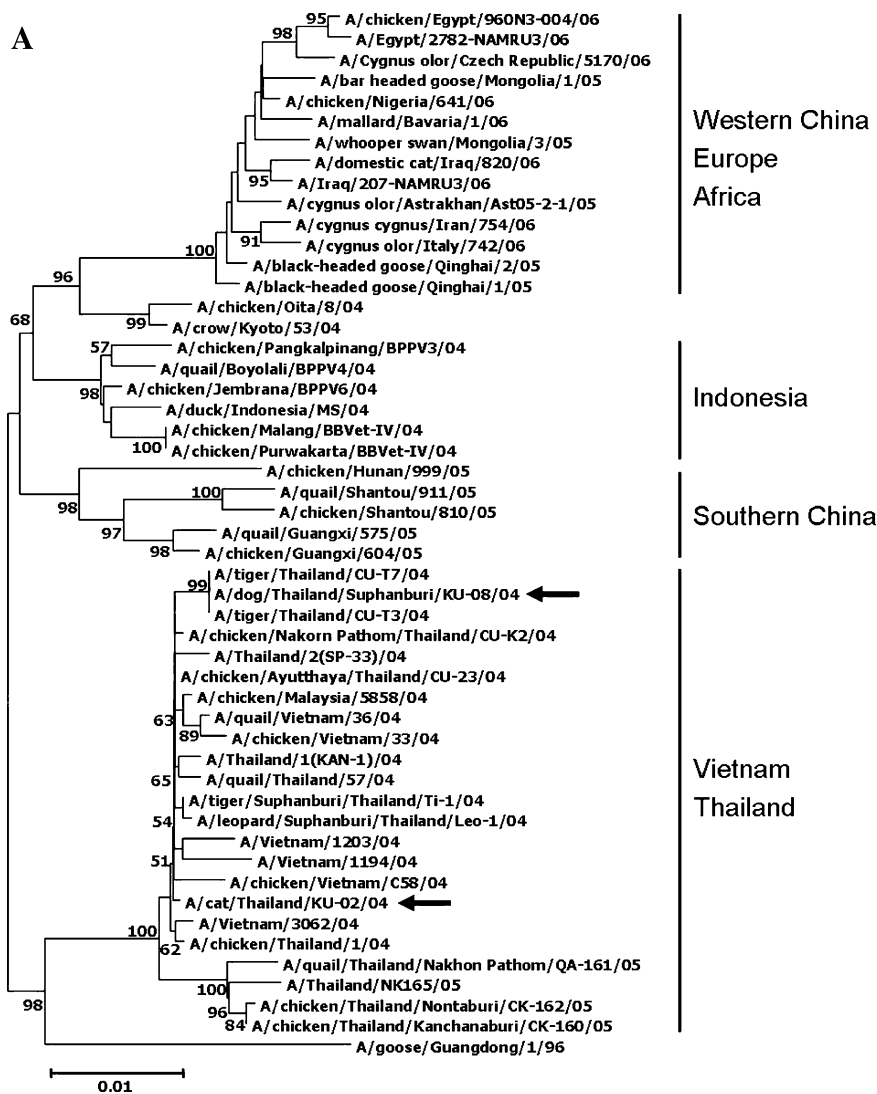 A
95
A/chicken/Egypt/960N3-004/06
98
A/Egypt/2782-NAMRU3/06
A/Cygnus olor/Czech Republic/5170/06
A/bar headed goose/Mongolia/1/05
A/chicken/Nigeria/641/06
A/mallard/Bavaria/1/06
A/whooper swan/Mongolia/3/05
A/domestic cat/Iraq/820/06
95
A/Iraq/207-NAMRU3/06
A/cygnus olor/Astrakhan/Ast05-2-1/05
A/cygnus cygnus/Iran/754/06
91
A/cygnus olor/Italy/742/06
100
A/black-headed goose/Qinghai/2/05
A/black-headed goose/Qinghai/1/05
Western China
Europe
Africa
96
A/chicken/Oita/8/04
99
A/crow/Kyoto/53/04
68
57
A/chicken/Pangkalpinang/BPPV3/04
A/quail/Boyolali/BPPV4/04
98
A/chicken/Jembrana/BPPV6/04
A/duck/Indonesia/MS/04
A/chicken/Malang/BBVet-IV/04
100
A/chicken/Purwakarta/BBVet-IV/04
Indonesia
A/chicken/Hunan/999/05
100
A/quail/Shantou/911/05
98
A/chicken/Shantou/810/05
97
A/quail/Guangxi/575/05
98
A/chicken/Guangxi/604/05
Southern China
A/tiger/Thailand/CU-T7/04
99
A/dog/Thailand/Suphanburi/KU-08/04
A/tiger/Thailand/CU-T3/04
A/chicken/Nakorn Pathom/Thailand/CU-K2/04
A/Thailand/2(SP-33)/04
A/chicken/Ayutthaya/Thailand/CU-23/04
A/chicken/Malaysia/5858/04
63
A/quail/Vietnam/36/04
89
A/chicken/Vietnam/33/04
A/Thailand/1(KAN-1)/04
65
A/quail/Thailand/57/04
A/tiger/Suphanburi/Thailand/Ti-1/04
54
A/leopard/Suphanburi/Thailand/Leo-1/04
A/Vietnam/1203/04
51
A/Vietnam/1194/04
A/chicken/Vietnam/C58/04
A/cat/Thailand/KU-02/04
A/Vietnam/3062/04
100
62
A/chicken/Thailand/1/04
A/quail/Thailand/Nakhon Pathom/QA-161/05
100
A/Thailand/NK165/05
96
A/chicken/Thailand/Nontaburi/CK-162/05
84
A/chicken/Thailand/Kanchanaburi/CK-160/05
Vietnam
Thailand
98
A/goose/Guangdong/1/96
0.01